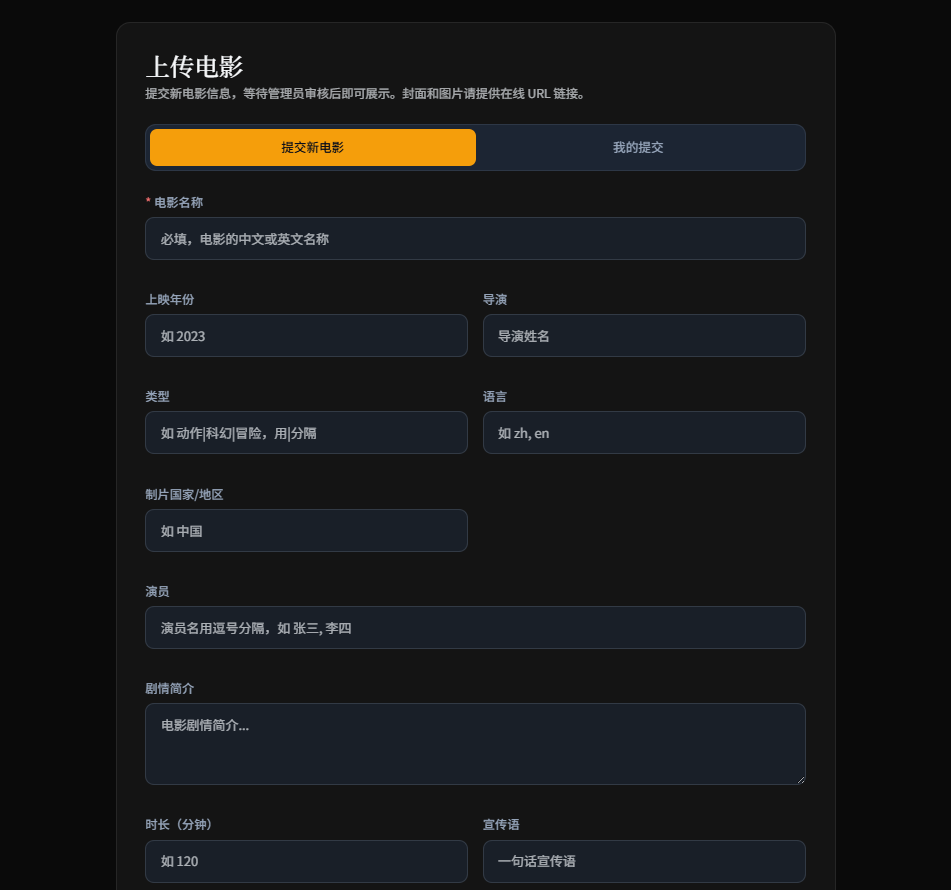 上传电影
提交新电影信息，等待管理员审核后即可展示。封面和图片请提供在线 URL 链接。
提交新电影
我的提交
* 电影名称
必填，电影的中文或英文名称
上映年份
导演
如 2023
导演姓名
类型
语言
如 动作|科幻|冒险，用|分隔
如 zh, en
制片国家/地区
如 中国
演员
演员名用逗号分隔，如 张三, 李四
剧情简介
电影剧情简介...
时长（分钟）
宣传语
如 120
一句话宣传语